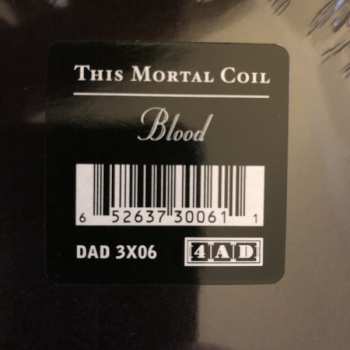 THIS MORTAL COIL
Blood
6 52637 30061 1
DAD 3X06 4AD